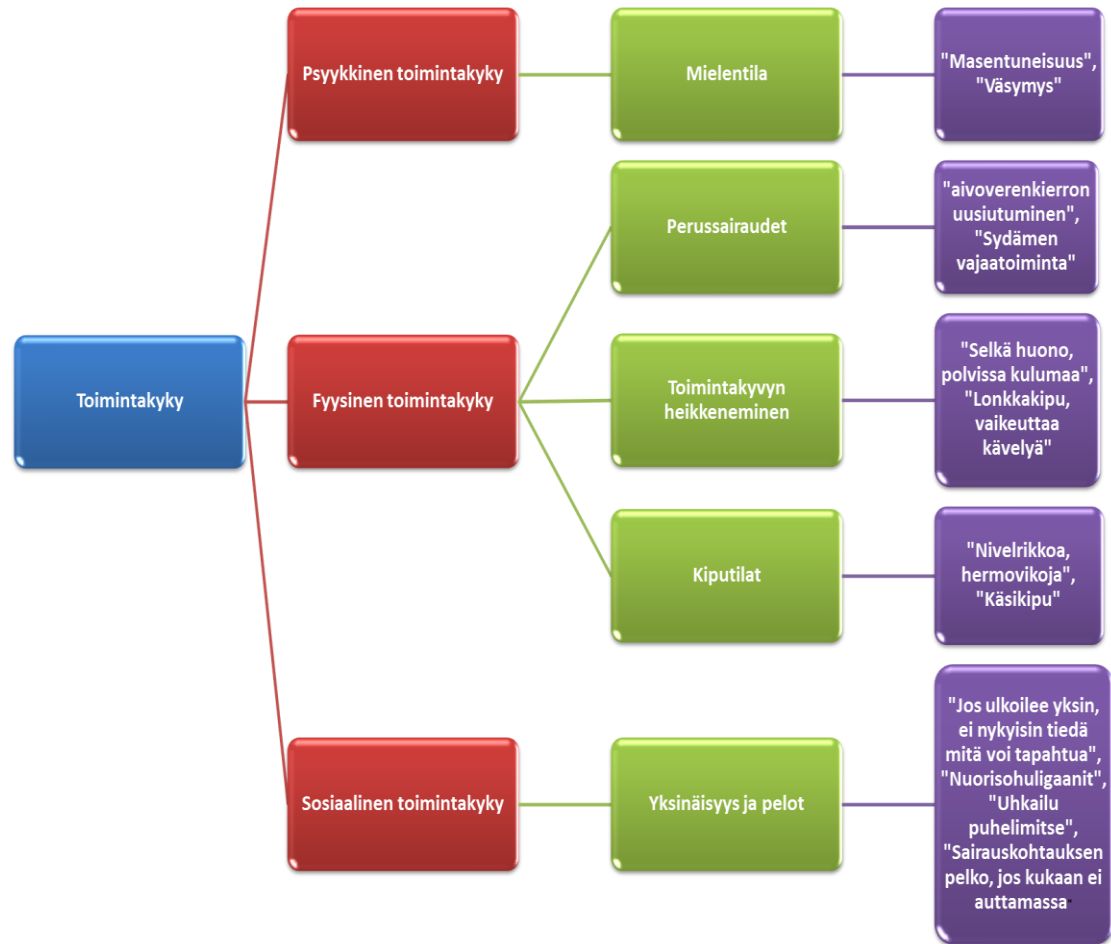 Psyykkinen toimintakyky
Mielentila
"Masentuneisuus",
"Väsymys"
Perussairaudet
"aivoverenkierron
uusiutuminen",
"Sydämen
vajaatoiminta"
Toimintakyky
Fyysinen toimintakyky
Toimintakyvyn
heikkeneminen
"Selkä huono,
polvissa kulumaa",
"Lonkkakipu,
vaikeuttaa
kävelyä"
Kiputilat
"Nivelrikkoa,
hermovikoja",
"Käsikipu"
Sosiaalinen toimintakyky
Yksinäisyys ja pelot
"Jos ulkoilee yksin,
ei nykyisin tiedä
mitä voi tapahtua",
"Nuorisohuligaanit",
"Uhkailu
puhelimitse",
"Sairauskohtauksen
pelko, jos kukaan ei
auttamassa"